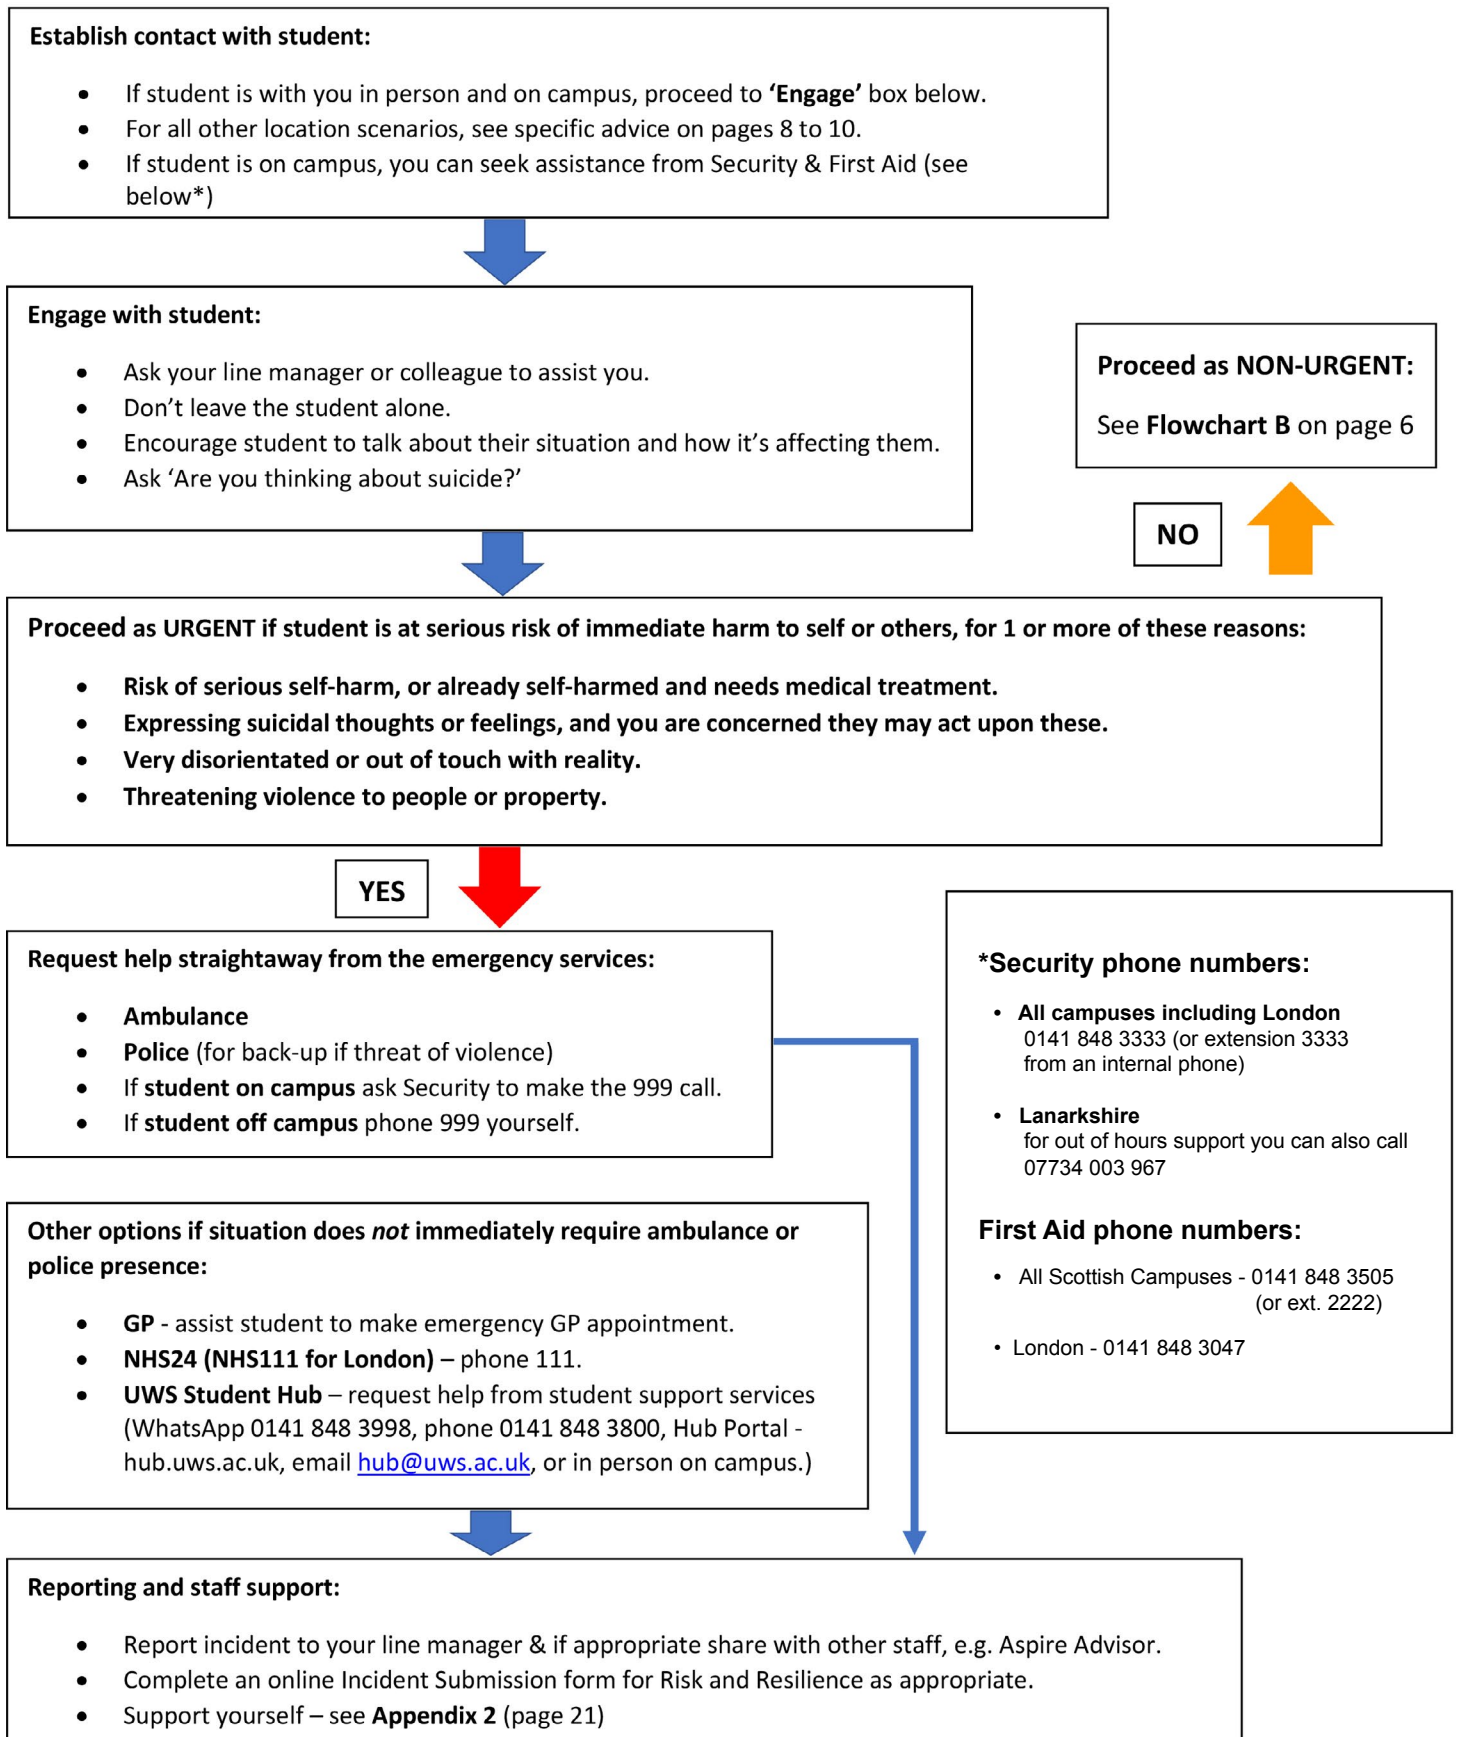 Establish contact with student:
• If student is with you in person and on campus, proceed to ‘Engage’ box below.
• For all other location scenarios, see specific advice on pages 8 to 10.
• If student is on campus, you can seek assistance from Security & First Aid (see
below*)
Engage with student:
• Ask your line manager or colleague to assist you.
• Don’t leave the student alone.
• Encourage student to talk about their situation and how it’s affecting them.
• Ask ‘Are you thinking about suicide?’
Proceed as NON-URGENT:
See Flowchart B on page 6
NO
Proceed as URGENT if student is at serious risk of immediate harm to self or others, for 1 or more of these reasons:
• Risk of serious self-harm, or already self-harmed and needs medical treatment.
• Expressing suicidal thoughts or feelings, and you are concerned they may act upon these.
• Very disorientated or out of touch with reality.
• Threatening violence to people or property.
YES
Request help straightaway from the emergency services:
• Ambulance
• Police (for back-up if threat of violence)
• If student on campus ask Security to make the 999 call.
• If student off campus phone 999 yourself.
*Security phone numbers:
• All campuses including London
0141 848 3333 (or extension 3333
from an internal phone)
• Lanarkshire
for out of hours support you can also call
07734 003 967
First Aid phone numbers:
• All Scottish Campuses - 0141 848 3505
(or ext. 2222)
• London - 0141 848 3047
Other options if situation does not immediately require ambulance or
police presence:
• GP - assist student to make emergency GP appointment.
• NHS24 (NHS111 for London) – phone 111.
• UWS Student Hub – request help from student support services
(WhatsApp 0141 848 3998, phone 0141 848 3800, Hub Portal -
hub.uws.ac.uk, email hub@uws.ac.uk, or in person on campus.)
Reporting and staff support:
• Report incident to your line manager & if appropriate share with other staff, e.g. Aspire Advisor.
• Complete an online Incident Submission form for Risk and Resilience as appropriate.
• Support yourself – see Appendix 2 (page 21)